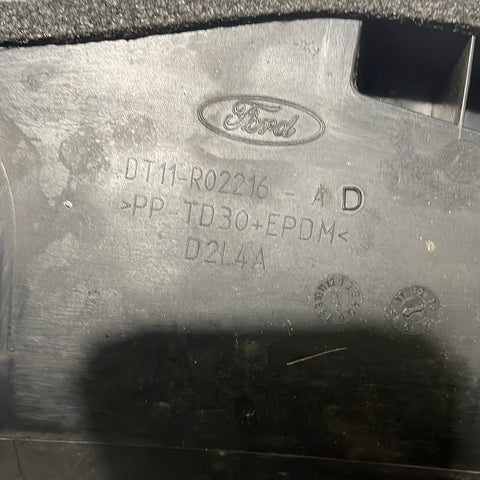 Ford
DT11-R02216 - AD
>PP-TD30+EPDM<
D2L4A